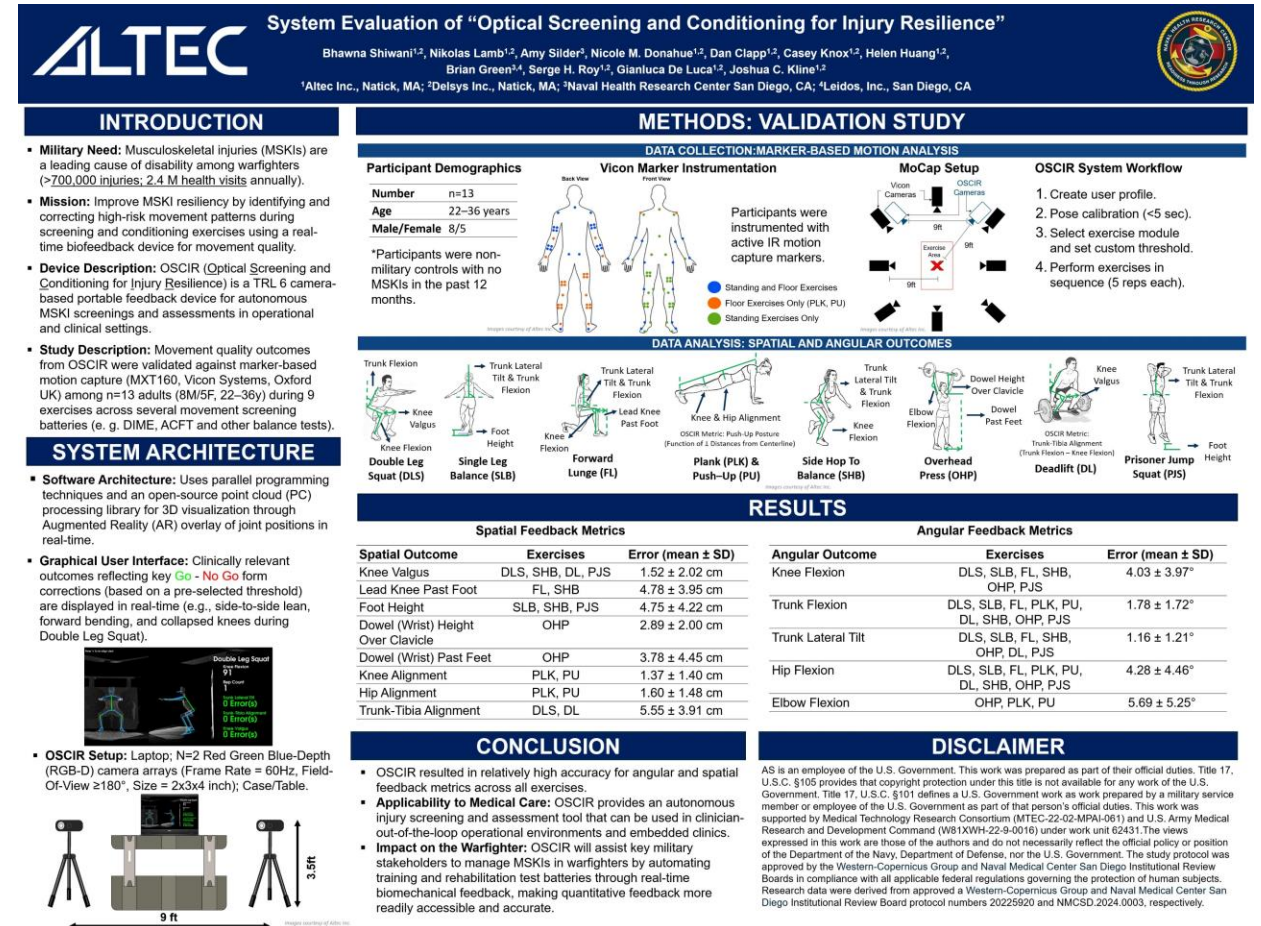 ALTEC
System Evaluation of “Optical Screening and Conditioning for Injury Resilience”
Bhawna Shiwani1,2, Nikolas Lamb1,2, Amy Silder3, Nicole M. Donahue1,2, Dan Clapp1,2, Casey Knox1,2, Helen Huang1,2,
Brian Green3,4, Serge H. Roy1,2, Gianluca De Luca1,2, Joshua C. Kline1,2
1Altec Inc., Natick, MA; 2Delsys Inc., Natick, MA; 3Naval Health Research Center San Diego, CA; 4Leidos, Inc., San Diego, CA
INTRODUCTION
▪ Military Need: Musculoskeletal injuries (MSKIs) are
a leading cause of disability among warfighters
(>700,000 injuries; 2.4 M health visits annually).
▪ Mission: Improve MSKI resiliency by identifying and
correcting high-risk movement patterns during
screening and conditioning exercises using a real-
time biofeedback device for movement quality.
▪ Device Description: OSCIR (Optical Screening and
Conditioning for Injury Resilience) is a TRL 6 camera-
based portable feedback device for autonomous
MSKI screenings and assessments in operational
and clinical settings.
▪ Study Description: Movement quality outcomes
from OSCIR were validated against marker-based
motion capture (MXT160, Vicon Systems, Oxford
UK) among n=13 adults (8M/5F, 22–36y) during 9
exercises across several movement screening
batteries (e. g. DIME, ACFT and other balance tests).
SYSTEM ARCHITECTURE
▪ Software Architecture: Uses parallel programming
techniques and an open-source point cloud (PC)
processing library for 3D visualization through
Augmented Reality (AR) overlay of joint positions in
real-time.
▪ Graphical User Interface: Clinically relevant
outcomes reflecting key Go - No Go form
corrections (based on a pre-selected threshold)
are displayed in real-time (e.g., side-to-side lean,
forward bending, and collapsed knees during
Double Leg Squat).
Double Leg Squat
Knee Flexion
91
Rep Count
1
Trunk Lateral Tilt
0 Error(s)
Trunk-Tibia Alignment
0 Error(s)
Knee Valgus
0 Error(s)
▪ OSCIR Setup: Laptop; N=2 Red Green Blue-Depth
(RGB-D) camera arrays (Frame Rate = 60Hz, Field-
Of-View ≥180°, Size = 2x3x4 inch); Case/Table.
3.5ft
9 ft
Images courtesy of Altec Inc.
METHODS: VALIDATION STUDY
DATA COLLECTION:MARKER-BASED MOTION ANALYSIS
Participant Demographics
Number n=13
Age 22–36 years
Male/Female 8/5
*Participants were non-
military controls with no
MSKIs in the past 12
months.
Vicon Marker Instrumentation
Back View
Front View
Participants were
instrumented with
active IR motion
capture markers.
Standing and Floor Exercises
Floor Exercises Only (PLK, PU)
Standing Exercises Only
Images courtesy of Altec Inc.
MoCap Setup
Vicon
Cameras
OSCIR
Cameras
9ft
9ft
Exercise
Area
9ft
Images courtesy of Altec Inc.
OSCIR System Workflow
1. Create user profile.
2. Pose calibration (<5 sec).
3. Select exercise module
and set custom threshold.
4. Perform exercises in
sequence (5 reps each).
DATA ANALYSIS: SPATIAL AND ANGULAR OUTCOMES
Trunk Flexion
Knee
Valgus
Knee Flexion
Double Leg
Squat (DLS)
Trunk Lateral
Tilt & Trunk
Flexion
Foot
Height
Single Leg
Balance (SLB)
Trunk Lateral
Tilt & Trunk
Flexion
Lead Knee
Past Foot
Knee
Flexion
Forward
Lunge (FL)
Knee & Hip Alignment
OSCIR Metric: Push-Up Posture
(Function of ⊥ Distances from Centerline)
Plank (PLK) &
Push–Up (PU)
Trunk
Lateral Tilt
& Trunk
Flexion
Knee
Flexion
Side Hop To
Balance (SHB)
Dowel Height
Over Clavicle
Elbow
Flexion
Dowel
Past Feet
Overhead
Press (OHP)
Knee
Valgus
OSCIR Metric:
Trunk-Tibia Alignment
(Trunk Flexion – Knee Flexion)
Deadlift (DL)
Trunk Lateral
Tilt & Trunk
Flexion
Foot
Height
Prisoner Jump
Squat (PJS)
Images courtesy of Altec Inc.
RESULTS
Spatial Feedback Metrics
Spatial Outcome Exercises Error (mean ± SD)
Knee Valgus DLS, SHB, DL, PJS 1.52 ± 2.02 cm
Lead Knee Past Foot FL, SHB 4.78 ± 3.95 cm
Foot Height SLB, SHB, PJS 4.75 ± 4.22 cm
Dowel (Wrist) Height OHP 2.89 ± 2.00 cm
Over Clavicle
Dowel (Wrist) Past Feet OHP 3.78 ± 4.45 cm
Knee Alignment PLK, PU 1.37 ± 1.40 cm
Hip Alignment PLK, PU 1.60 ± 1.48 cm
Trunk-Tibia Alignment DLS, DL 5.55 ± 3.91 cm
Angular Feedback Metrics
Angular Outcome Exercises Error (mean ± SD)
Knee Flexion DLS, SLB, FL, SHB, 4.03 ± 3.97°
OHP, PJS
Trunk Flexion DLS, SLB, FL, PLK, PU, 1.78 ± 1.72°
DL, SHB, OHP, PJS
Trunk Lateral Tilt DLS, SLB, FL, SHB, 1.16 ± 1.21°
OHP, DL, PJS
Hip Flexion DLS, SLB, FL, PLK, PU, 4.28 ± 4.46°
DL, SHB, OHP, PJS
Elbow Flexion OHP, PLK, PU 5.69 ± 5.25°
CONCLUSION
▪ OSCIR resulted in relatively high accuracy for angular and spatial
feedback metrics across all exercises.
▪ Applicability to Medical Care: OSCIR provides an autonomous
injury screening and assessment tool that can be used in clinician-
out-of-the-loop operational environments and embedded clinics.
▪ Impact on the Warfighter: OSCIR will assist key military
stakeholders to manage MSKIs in warfighters by automating
training and rehabilitation test batteries through real-time
biomechanical feedback, making quantitative feedback more
readily accessible and accurate.
DISCLAIMER
AS is an employee of the U.S. Government. This work was prepared as part of their official duties. Title 17,
U.S.C. §105 provides that copyright protection under this title is not available for any work of the U.S.
Government. Title 17, U.S.C. §101 defines a U.S. Government work as work prepared by a military service
member or employee of the U.S. Government as part of that person’s official duties. This work was
supported by Medical Technology Research Consortium (MTEC-22-02-MPAI-061) and U.S. Army Medical
Research and Development Command (W81XWH-22-9-0016) under work unit 62431.The views
expressed in this work are those of the authors and do not necessarily reflect the official policy or position
of the Department of the Navy, Department of Defense, nor the U.S. Government. The study protocol was
approved by the Western-Copernicus Group and Naval Medical Center San Diego Institutional Review
Boards in compliance with all applicable federal regulations governing the protection of human subjects.
Research data were derived from approved a Western-Copernicus Group and Naval Medical Center San
Diego Institutional Review Board protocol numbers 20225920 and NMCSD.2024.0003, respectively.